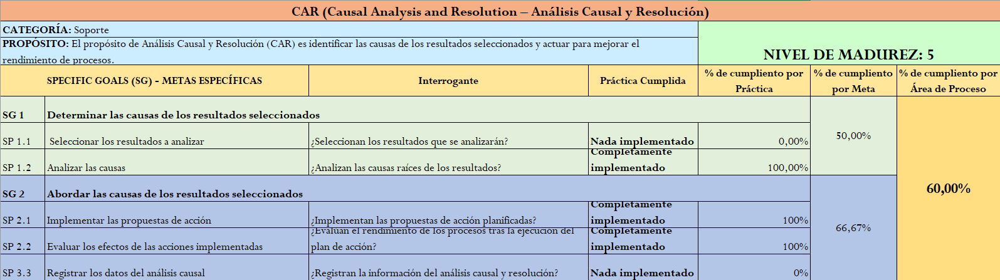 CAR (Causal Analysis and Resolution – Análisis Causal y Resolución)
CATEGORÍA: Soporte
PROPÓSITO: El propósito de Análisis Causal y Resolución (CAR) es identificar las causas de los resultados seleccionados y actuar para mejorar el
rendimiento de procesos.
NIVEL DE MADUREZ: 5
SPECIFIC GOALS (SG) - METAS ESPECÍFICAS
Interrogante
Práctica Cumplida
% de cumpliento por
Práctica
% de cumpliento
por Meta
% de cumpliento por
Área de Proceso
SG 1 Determinar las causas de los resultados seleccionados
50,00%
60,00%
SP 1.1 Seleccionar los resultados a analizar ¿Seleccionan los resultados que se analizarán? Nada implementado 0,00%
SP 1.2 Analizar las causas ¿Analizan las causas raíces de los resultados?
Completamente
implementado
100,00%
SG 2 Abordar las causas de los resultados seleccionados
66,67%
SP 2.1 Implementar las propuestas de acción ¿Implementan las propuestas de acción planificadas?
Completamente
implementado
100%
SP 2.2 Evaluar los efectos de las acciones implementadas
¿Evaluan el rendimiento de los procesos tras la ejecución del
plan de acción?
Completamente
implementado
100%
SP 3.3 Registrar los datos del análisis causal ¿Registran la información del análisis causal y resolución? Nada implementado 0%